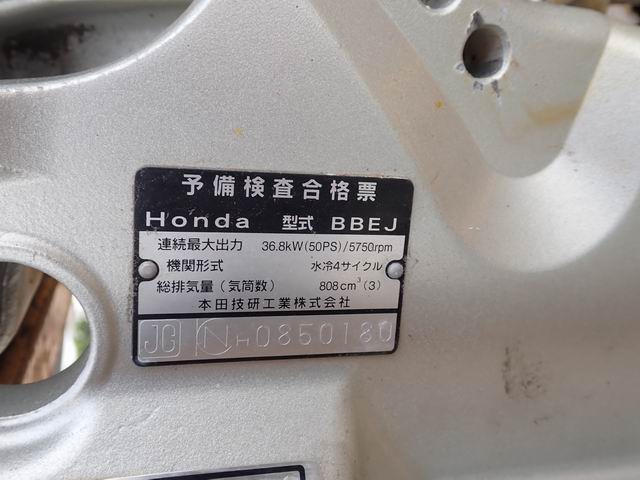 予備検査合格票
Honda 型式 BBEJ
連続最大出力 36.8kW(50PS)/5750rpm
機関形式 水冷4サイクル
総排気量(気筒数) 808cm³(3)
本田技研工業株式会社
JG N H0850180